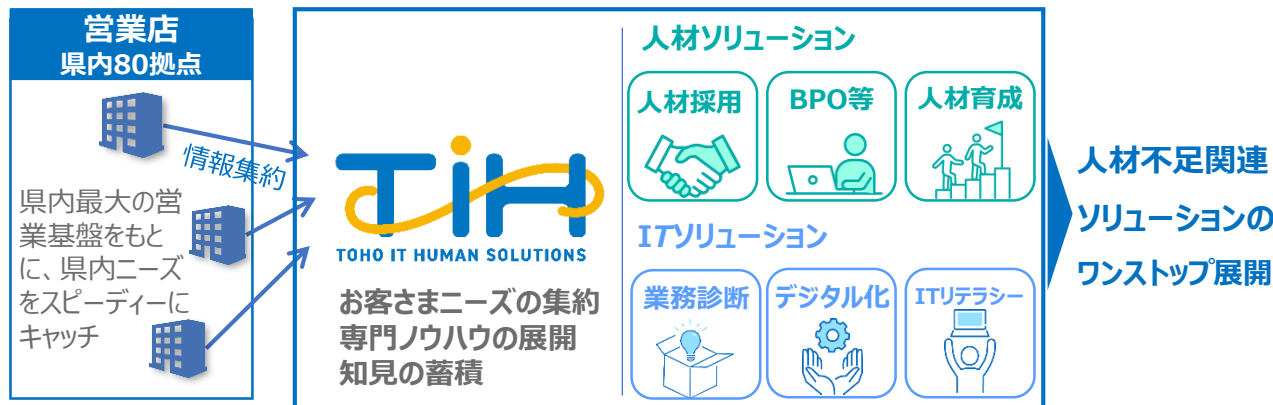 営業店
県内80拠点
情報集約
県内最大の営
業基盤をもと
に、県内ニーズ
をスピーディーに
キャッチ
TiH
TOHO IT HUMAN SOLUTIONS
お客さまニーズの集約
専門ノウハウの展開
知見の蓄積
人材ソリューション
人材採用
BPO等
人材育成
ITソリューション
業務診断
デジタル化
ITリテラシー
人材不足関連
ソリューションの
ワンストップ展開